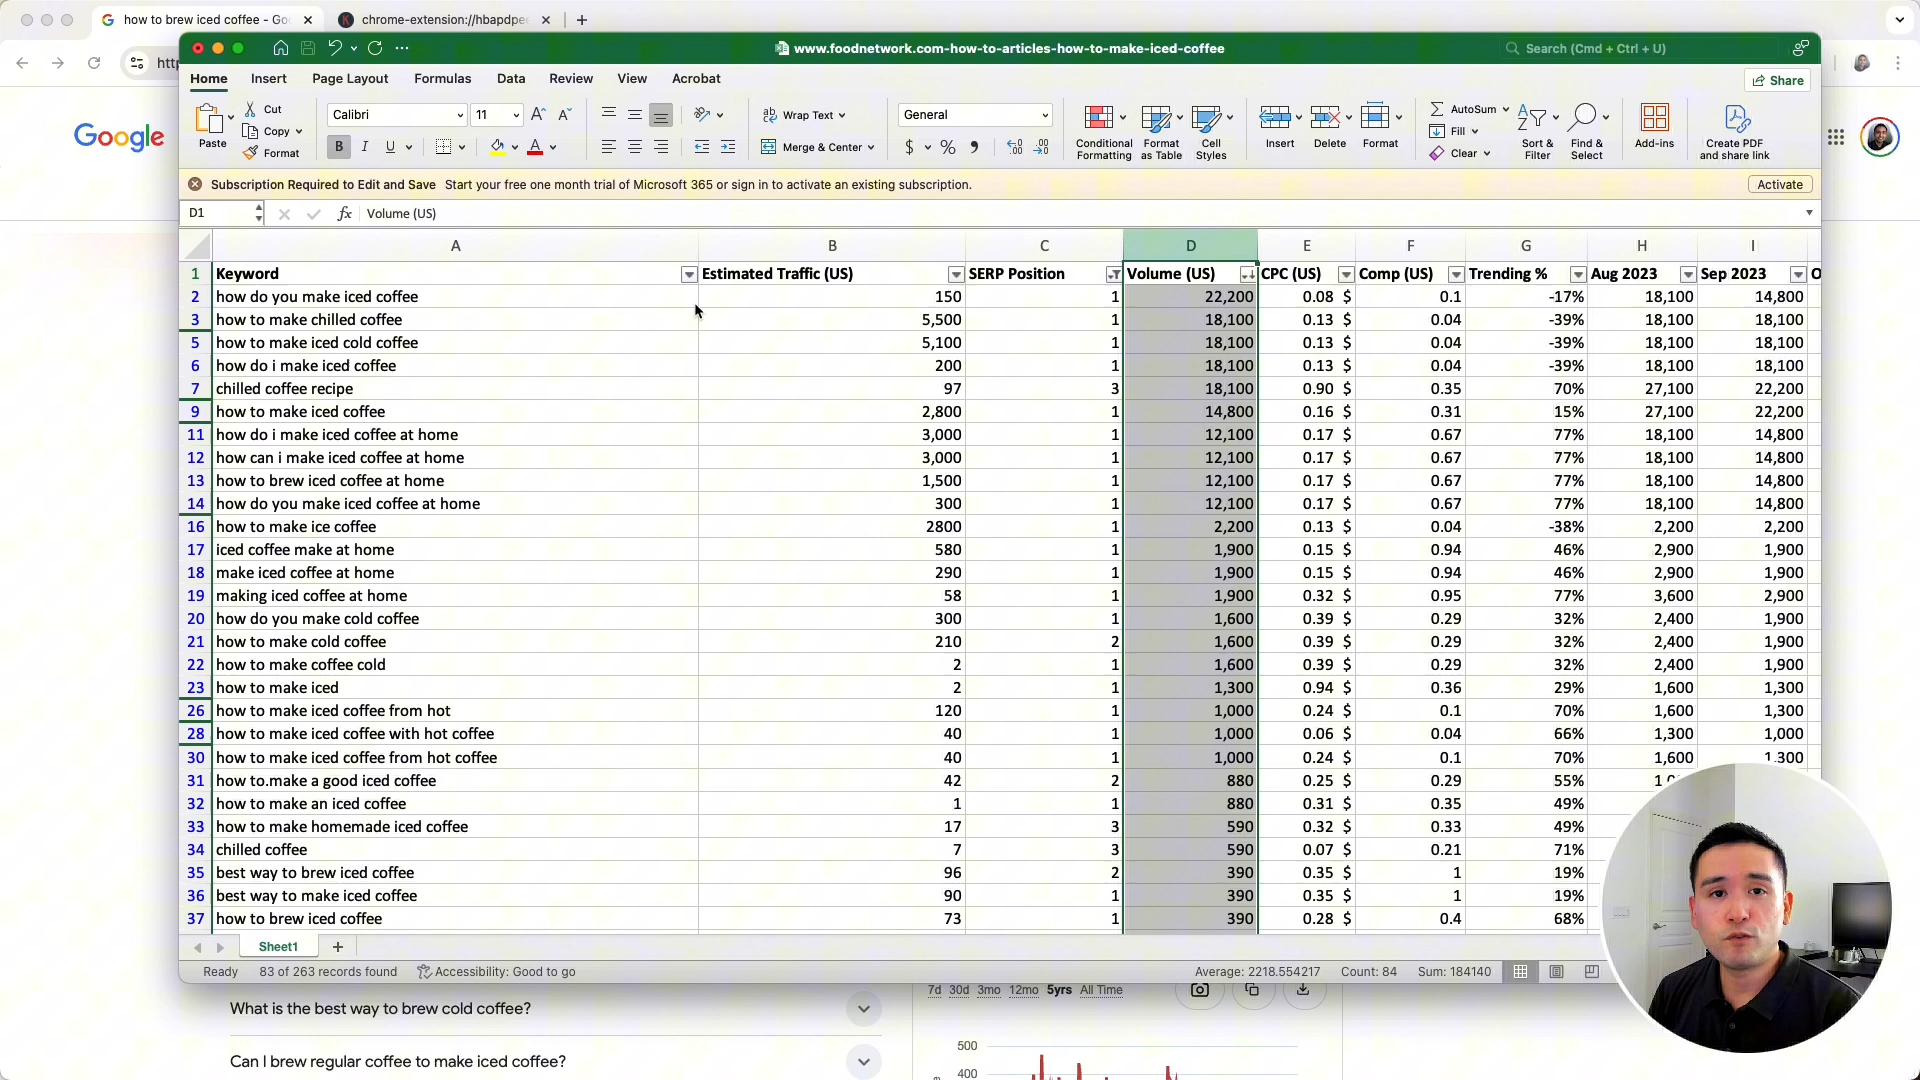 how to brew iced coffee - Goo
chrome-extension://hbapdpee
www.foodnetwork.com-how-to-articles-how-to-make-iced-coffee
Search (Cmd + Ctrl + U)
Home Insert Page Layout Formulas Data Review View Acrobat Share
Google
Paste
Cut
Copy
Format
Calibri 11
B I U
Wrap Text
Merge & Center
General
$ % 
Conditional Formatting
Format as Table
Cell Styles
Insert
Delete
Format
AutoSum
Fill
Clear
Sort & Filter
Find & Select
Add-ins
Create PDF and share link
Subscription Required to Edit and Save Start your free one month trial of Microsoft 365 or sign in to activate an existing subscription. Activate
D1 fx Volume (US)
A B C D E F G H I
1 Keyword Estimated Traffic (US) SERP Position Volume (US) CPC (US) Comp (US) Trending % Aug 2023 Sep 2023 O
2 how do you make iced coffee 150 1 22,200 0.08 $ 0.1 -17% 18,100 14,800
3 how to make chilled coffee 5,500 1 18,100 0.13 $ 0.04 -39% 18,100 18,100
5 how to make iced cold coffee 5,100 1 18,100 0.13 $ 0.04 -39% 18,100 18,100
6 how do i make iced coffee 200 1 18,100 0.13 $ 0.04 -39% 18,100 18,100
7 chilled coffee recipe 97 3 18,100 0.90 $ 0.35 70% 27,100 22,200
9 how to make iced coffee 2,800 1 14,800 0.16 $ 0.31 15% 27,100 22,200
11 how do i make iced coffee at home 3,000 1 12,100 0.17 $ 0.67 77% 18,100 14,800
12 how can i make iced coffee at home 3,000 1 12,100 0.17 $ 0.67 77% 18,100 14,800
13 how to brew iced coffee at home 1,500 1 12,100 0.17 $ 0.67 77% 18,100 14,800
14 how do you make iced coffee at home 300 1 12,100 0.17 $ 0.67 77% 18,100 14,800
16 how to make ice coffee 2800 1 2,200 0.13 $ 0.04 -38% 2,200 2,200
17 iced coffee make at home 580 1 1,900 0.15 $ 0.94 46% 2,900 1,900
18 make iced coffee at home 290 1 1,900 0.15 $ 0.94 46% 2,900 1,900
19 making iced coffee at home 58 1 1,900 0.32 $ 0.95 77% 3,600 2,900
20 how do you make cold coffee 300 1 1,600 0.39 $ 0.29 32% 2,400 1,900
21 how to make cold coffee 210 2 1,600 0.39 $ 0.29 32% 2,400 1,900
22 how to make coffee cold 2 1 1,600 0.39 $ 0.29 32% 2,400 1,900
23 how to make iced 2 1 1,300 0.94 $ 0.36 29% 1,600 1,300
26 how to make iced coffee from hot 120 1 1,000 0.24 $ 0.1 70% 1,600 1,300
28 how to make iced coffee with hot coffee 40 1 1,000 0.06 $ 0.04 66% 1,300 1,000
30 how to make iced coffee from hot coffee 40 1 1,000 0.24 $ 0.1 70% 1,600 1,300
31 how to.make a good iced coffee 42 2 880 0.25 $ 0.29 55%
32 how to make an iced coffee 1 1 880 0.31 $ 0.35 49%
33 how to make homemade iced coffee 17 3 590 0.32 $ 0.33 49%
34 chilled coffee 7 3 590 0.07 $ 0.21 71%
35 best way to brew iced coffee 96 2 390 0.35 $ 1 19%
36 best way to make iced coffee 90 1 390 0.35 $ 1 19%
37 how to brew iced coffee 73 1 390 0.28 $ 0.4 68%
Sheet1
Ready 83 of 263 records found Accessibility: Good to go Average: 2218.554217 Count: 84 Sum: 184140
7d 30d 3mo 12mo 5yrs All Time
What is the best way to brew cold coffee?
Can I brew regular coffee to make iced coffee?
500
400